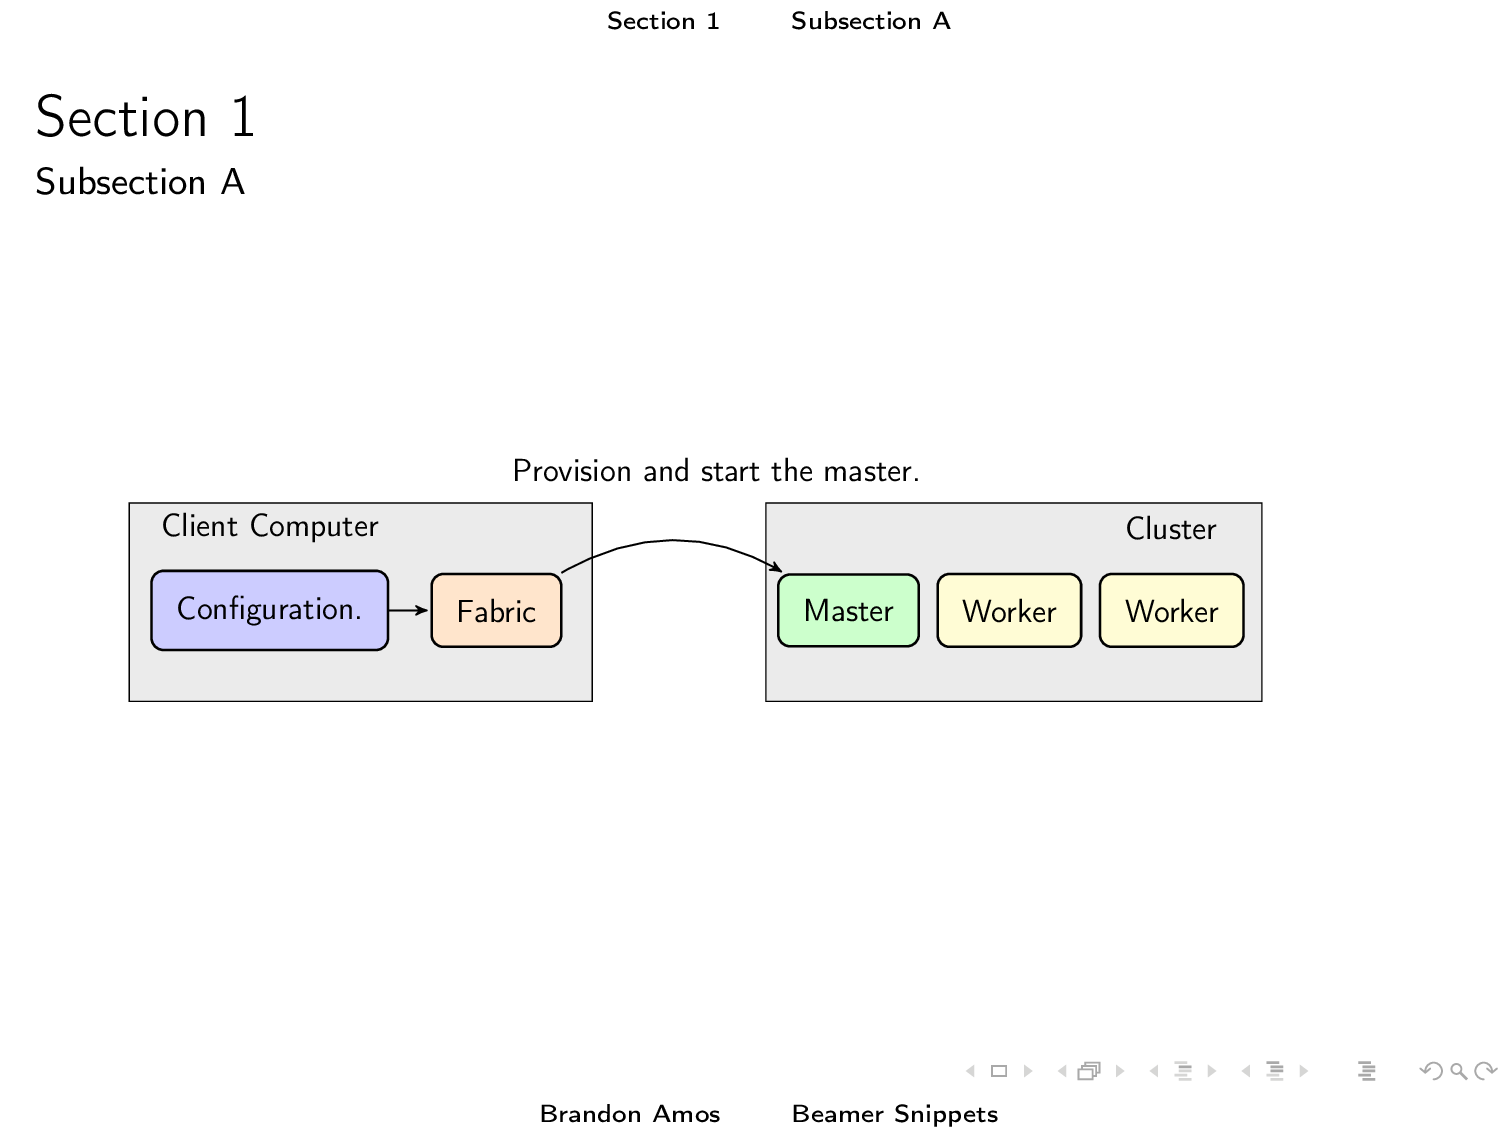 Section 1 Subsection A
Section 1
Subsection A
Provision and start the master.
Client Computer
Cluster
Configuration.
Fabric
Master
Worker
Worker
Brandon Amos Beamer Snippets